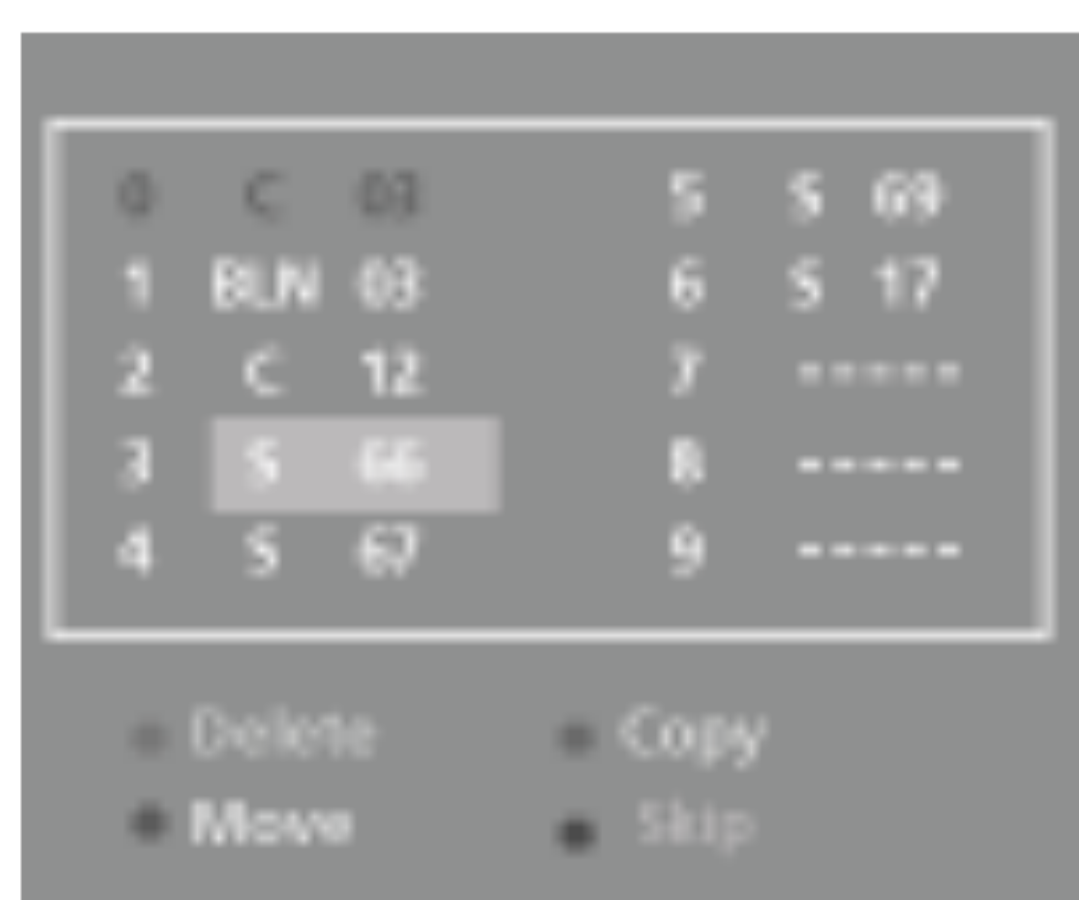 0 C 03
1 BLN 03
2 C 12
3 S 66
4 S 67
5 S 69
6 S 17
7 -----
8 -----
9 -----
Delete
Copy
Move
Skip